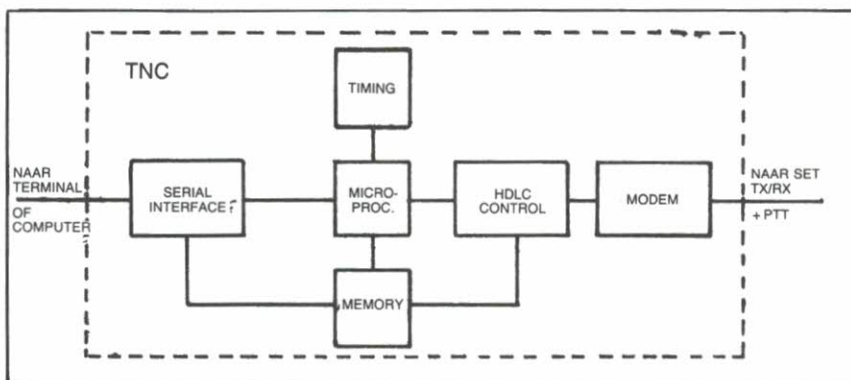 TNC
TIMING
NAAR
TERMINAL
OF
COMPUTER
SERIAL
INTERFACE
MICRO-
PROC.
HDLC
CONTROL
MODEM
NAAR SET
TX/RX
+ PTT
MEMORY